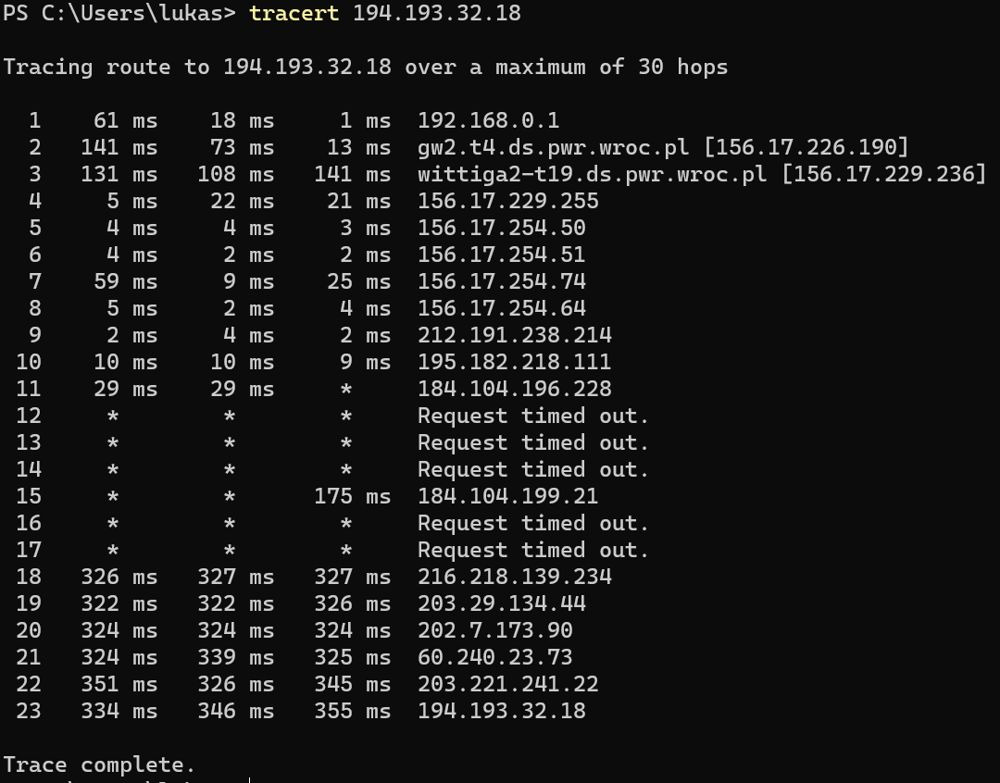 PS C:\Users\lukas> tracert 194.193.32.18
Tracing route to 194.193.32.18 over a maximum of 30 hops
1 61 ms 18 ms 1 ms 192.168.0.1
2 141 ms 73 ms 13 ms gw2.t4.ds.pwr.wroc.pl [156.17.226.190]
3 131 ms 108 ms 141 ms wittiga2-t19.ds.pwr.wroc.pl [156.17.229.236]
4 5 ms 22 ms 21 ms 156.17.229.255
5 4 ms 4 ms 3 ms 156.17.254.50
6 4 ms 2 ms 2 ms 156.17.254.51
7 59 ms 9 ms 25 ms 156.17.254.74
8 5 ms 2 ms 4 ms 156.17.254.64
9 2 ms 4 ms 2 ms 212.191.238.214
10 10 ms 10 ms 9 ms 195.182.218.111
11 29 ms 29 ms * 184.104.196.228
12 * * * Request timed out.
13 * * * Request timed out.
14 * * * Request timed out.
15 * * 175 ms 184.104.199.21
16 * * * Request timed out.
17 * * * Request timed out.
18 326 ms 327 ms 327 ms 216.218.139.234
19 322 ms 322 ms 326 ms 203.29.134.44
20 324 ms 324 ms 324 ms 202.7.173.90
21 324 ms 339 ms 325 ms 60.240.23.73
22 351 ms 326 ms 345 ms 203.221.241.22
23 334 ms 346 ms 355 ms 194.193.32.18
Trace complete.